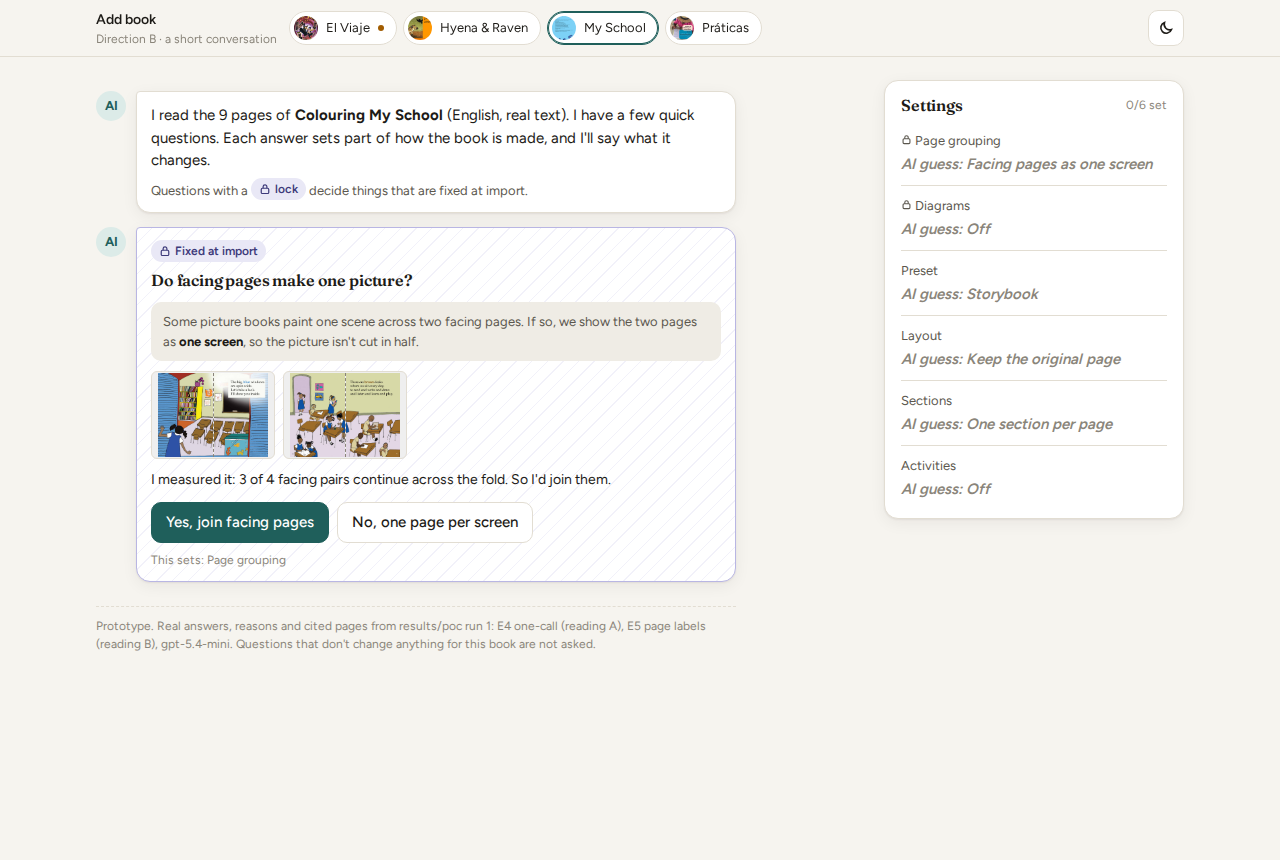 Add book
Direction B · a short conversation
El Viaje
Hyena & Raven
My School
Práticas
AI
I read the 9 pages of Colouring My School (English, real text). I have a few quick
questions. Each answer sets part of how the book is made, and I'll say what it
changes.
Questions with a lock decide things that are fixed at import.
AI
Fixed at import
Do facing pages make one picture?
Some picture books paint one scene across two facing pages. If so, we show the two pages
as one screen, so the picture isn't cut in half.
I measured it: 3 of 4 facing pairs continue across the fold. So I'd join them.
Yes, join facing pages
No, one page per screen
This sets: Page grouping
Prototype. Real answers, reasons and cited pages from results/poc run 1: E4 one-call (reading A), E5 page labels
(reading B), gpt-5.4-mini. Questions that don't change anything for this book are not asked.
Settings
0/6 set
Page grouping
AI guess: Facing pages as one screen
Diagrams
AI guess: Off
Preset
AI guess: Storybook
Layout
AI guess: Keep the original page
Sections
AI guess: One section per page
Activities
AI guess: Off